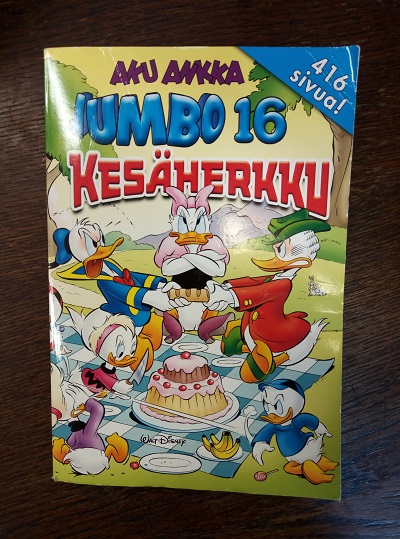 AKU ANKKA
JUMBO 16
416
sivua!
KESÄHERKKU
WALT DISNEY